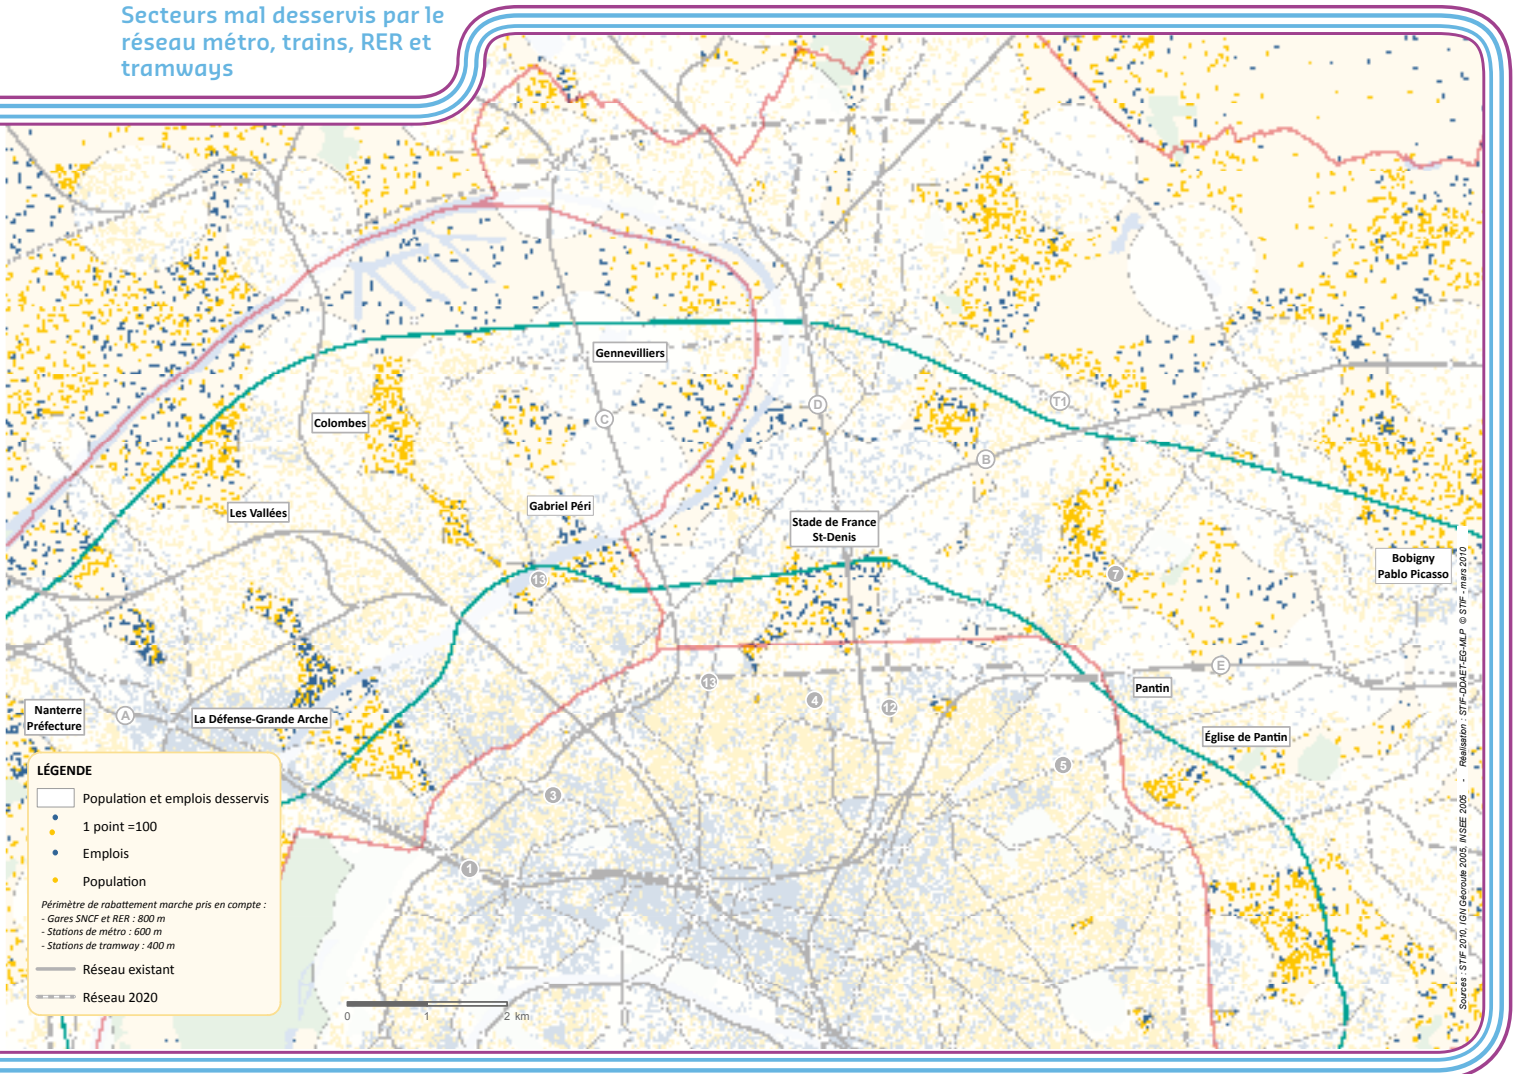 Secteurs mal desservis par le
réseau métro, trains, RER et
tramways
Gennevilliers
Colombes
C
D
T1
B
Les Vallées
Gabriel Péri
Stade de France
St-Denis
Bobigny
Pablo Picasso
13
7
E
Pantin
13
4
12
Nanterre
Préfecture
A
La Défense-Grande Arche
Église de Pantin
5
3
1
LÉGENDE
Population et emplois desservis
1 point =100
Emplois
Population
Périmètre de rabattement marche pris en compte :
- Gares SNCF et RER : 800 m
- Stations de métro : 600 m
- Stations de tramway : 400 m
Réseau existant
Réseau 2020
0 1 2 km
Sources : STIF 2010, IGN Géoroute 2005, INSEE 2005 - Réalisation : STIF-DDAET-EG-MLP © STIF - mars 2010